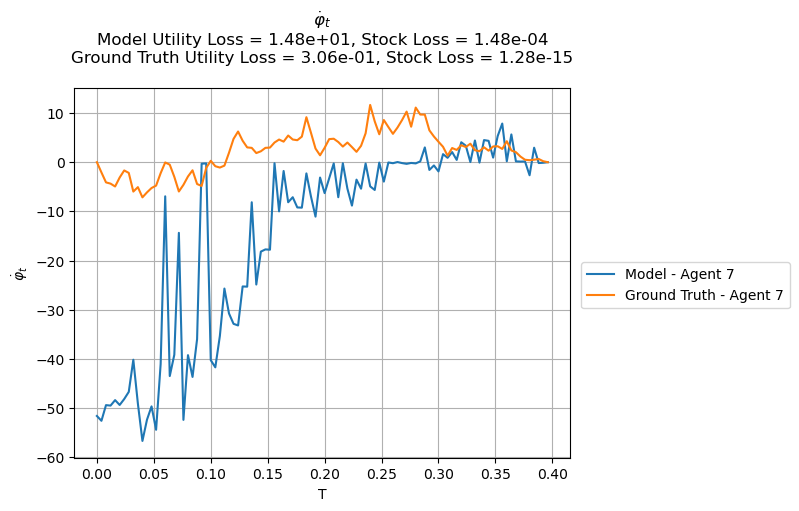 φ̇ₜ
Model Utility Loss = 1.48e+01, Stock Loss = 1.48e-04
Ground Truth Utility Loss = 3.06e-01, Stock Loss = 1.28e-15
10
0
−10
−20
−30
−40
−50
−60
φ̇ₜ
0.00 0.05 0.10 0.15 0.20 0.25 0.30 0.35 0.40
T
Model - Agent 7
Ground Truth - Agent 7